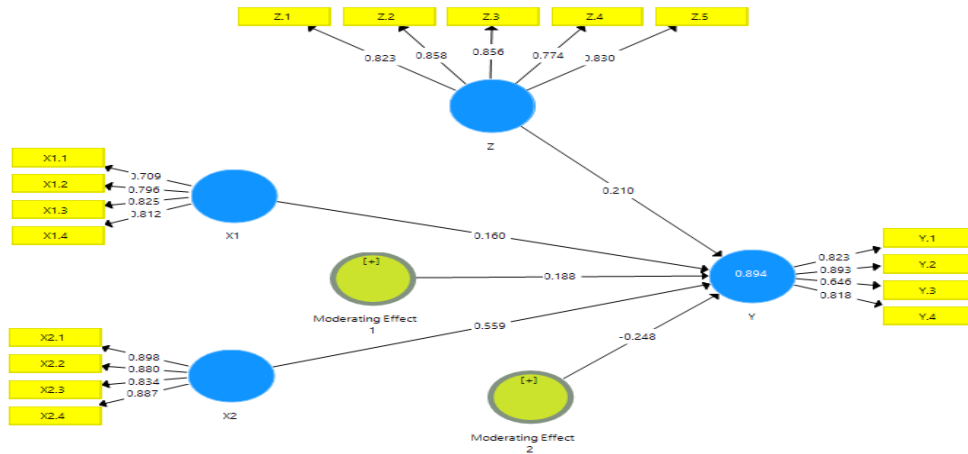 Z.1
Z.2
Z.3
Z.4
Z.5
0.823
0.858
0.856
0.774
0.830
Z
X1.1
X1.2
X1.3
X1.4
0.709
0.796
0.825
0.812
X1
0.210
0.160
[+]
Moderating Effect
1
0.188
0.894
Y
0.823
0.893
0.646
0.818
Y.1
Y.2
Y.3
Y.4
X2.1
X2.2
X2.3
X2.4
0.898
0.880
0.834
0.887
X2
0.559
-0.248
[+]
Moderating Effect
2